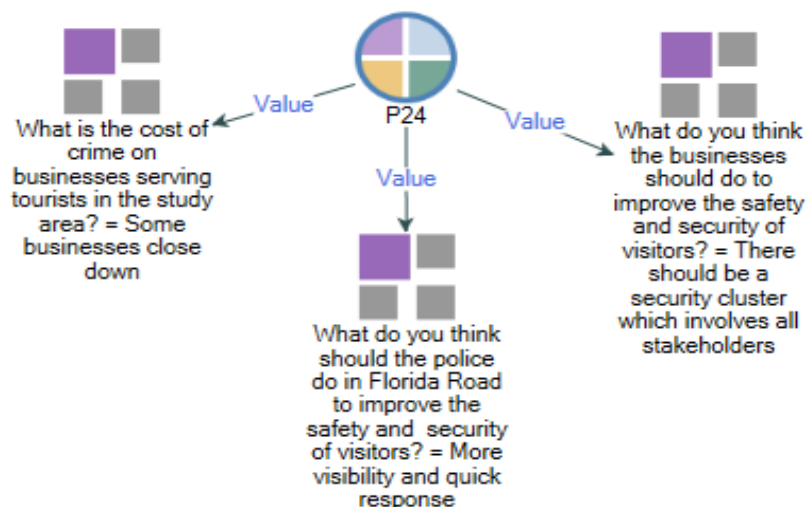 P24
Value
Value
Value
What is the cost of
crime on
businesses serving
tourists in the study
area? = Some
businesses close
down
What do you think
should the police
do in Florida Road
to improve the
safety and  security
of visitors? = More
visibility and quick
response
What do you think
the businesses
should do to
improve the safety
and security of
visitors? = There
should be a
security cluster
which involves all
stakeholders